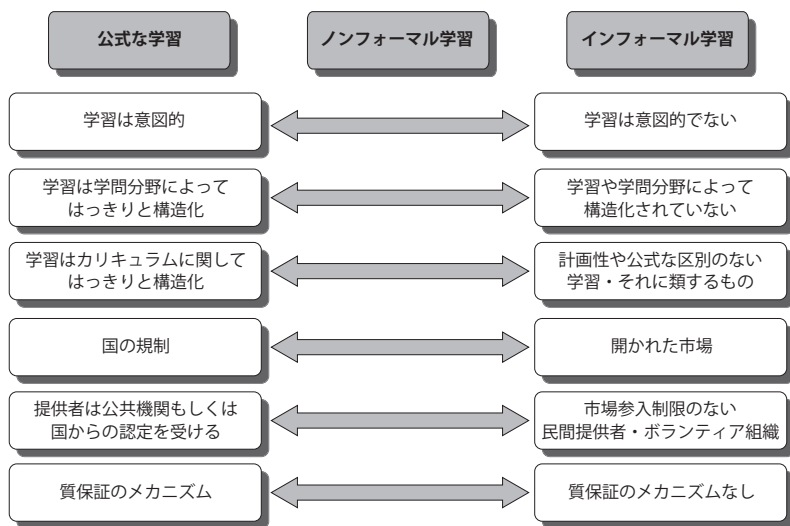 公式な学習
ノンフォーマル学習
インフォーマル学習
学習は意図的
学習は意図的でない
学習は学問分野によって
はっきりと構造化
学習や学問分野によって
構造化されていない
学習はカリキュラムに関して
はっきりと構造化
計画性や公式な区別のない
学習・それに類するもの
国の規制
開かれた市場
提供者は公共機関もしくは
国からの認定を受ける
市場参入制限のない
民間提供者・ボランティア組織
質保証のメカニズム
質保証のメカニズムなし